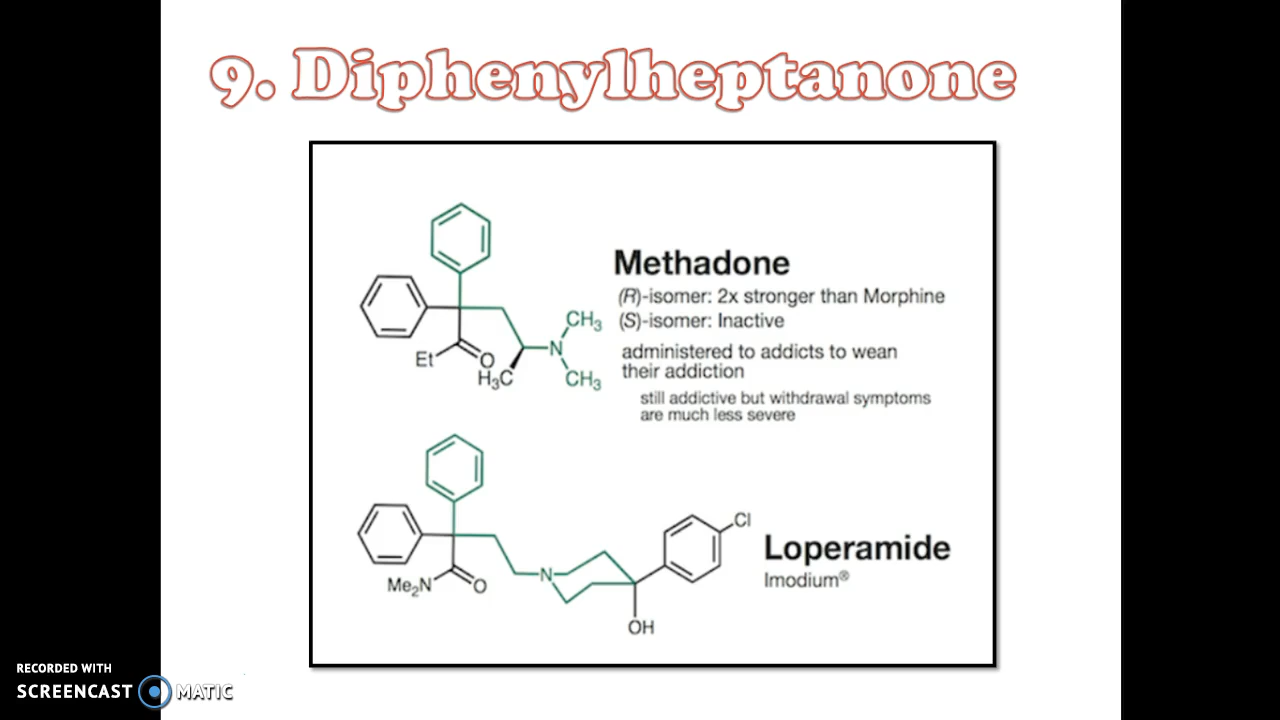 9. Diphenylheptanone
Methadone
(R)-isomer: 2x stronger than Morphine
(S)-isomer: Inactive
administered to addicts to wean
their addiction
still addictive but withdrawal symptoms
are much less severe
CH3
N
CH3
Et
O
H3C
Cl
Loperamide
Imodium®
N
Me2N
O
OH
RECORDED WITH
SCREENCAST MATIC